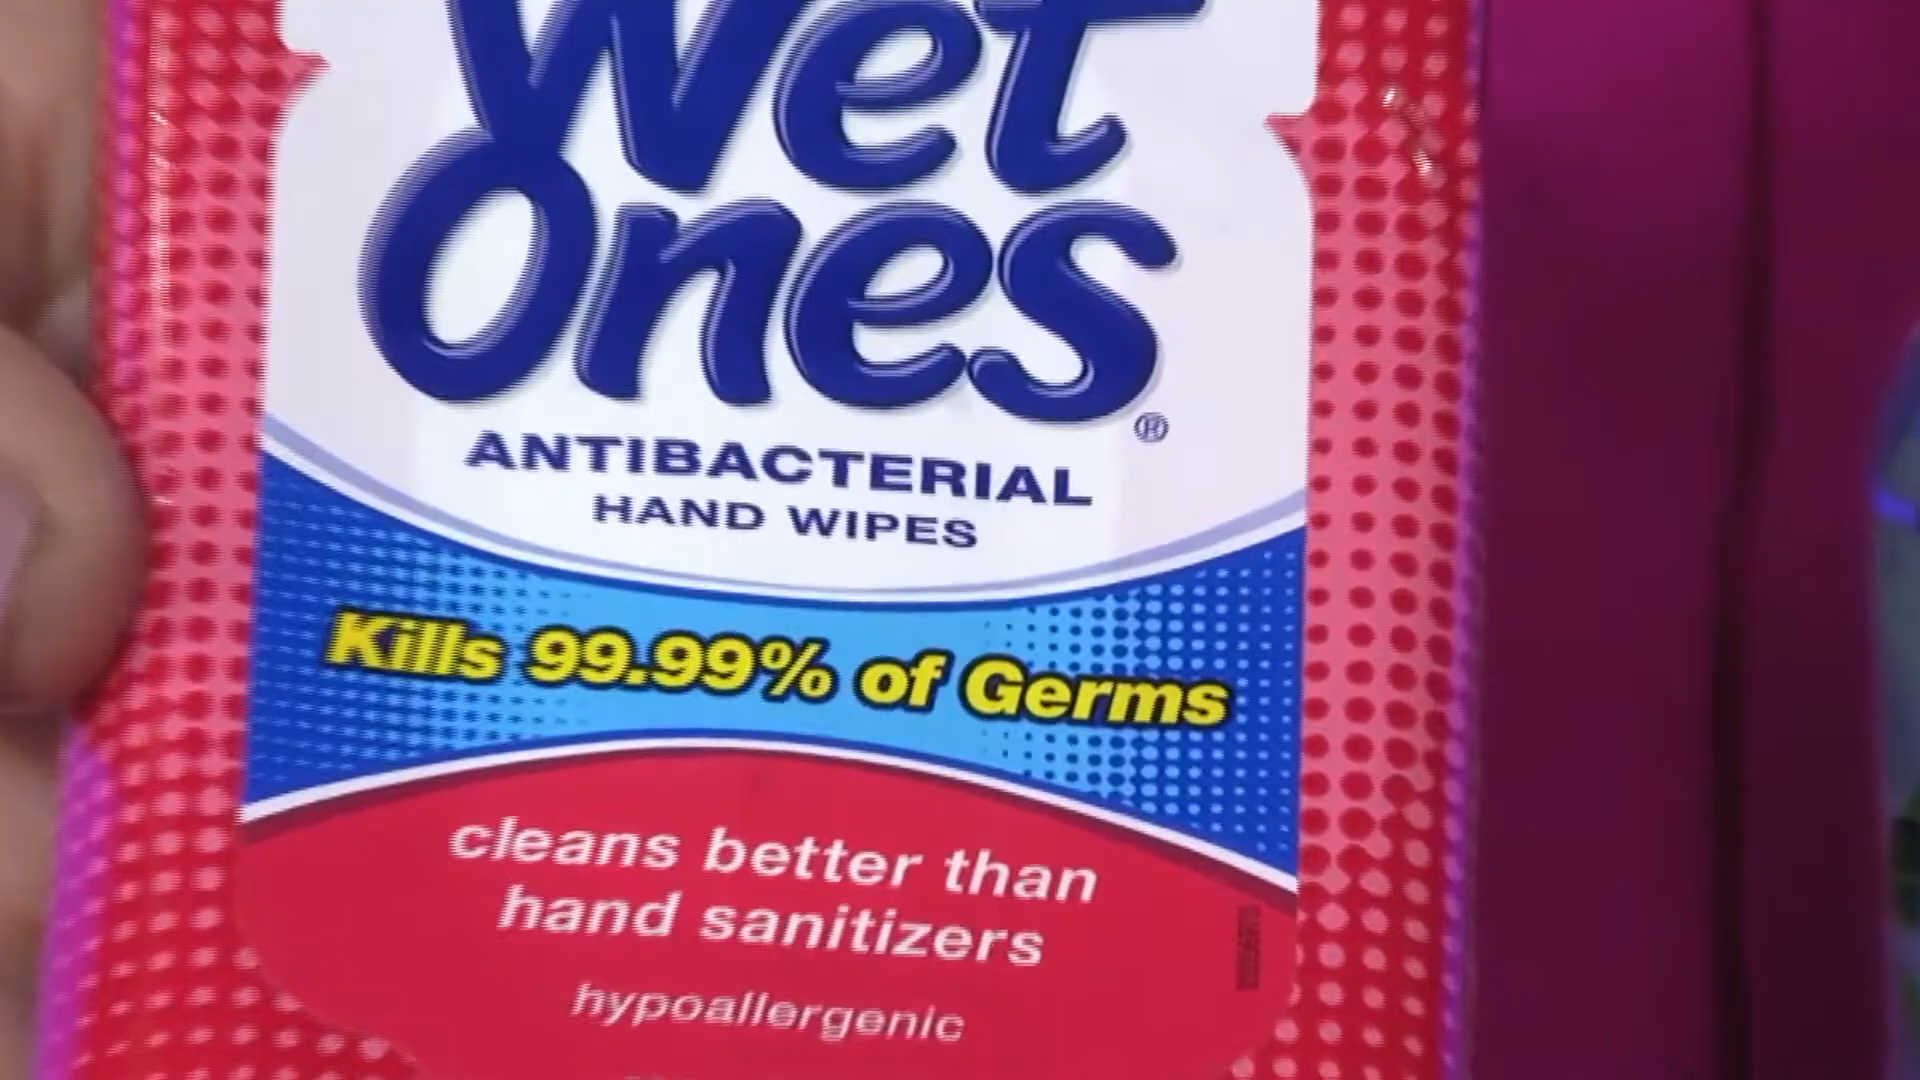 Wet
Ones®
ANTIBACTERIAL
HAND WIPES
Kills 99.99% of Germs
cleans better than
hand sanitizers
hypoallergenic